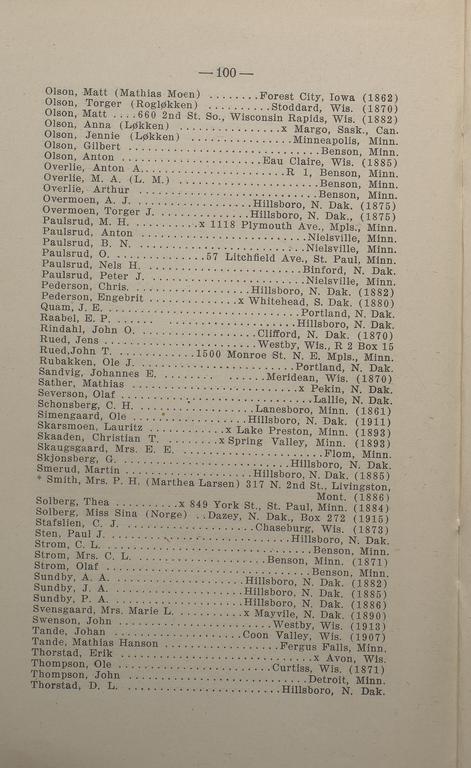 —100—
Olson, Matt (Mathias Moen) ........Forest City, Iowa (1862)
Olson, Torger (Rogløkken) ..........Stoddard, Wis. (1870)
Olson, Matt ....660 2nd St. So., Wisconsin Rapids, Wis. (1882)
Olson, Anna (Løkken) ................x Margo, Sask., Can.
Olson, Jennie (Løkken) ................Minneapolis, Minn.
Olson, Gilbert ..............................Benson, Minn.
Olson, Anton ......................Eau Claire, Wis. (1885)
Overlie, Anton A. ......................R 1, Benson, Minn.
Overlie, M. A. (L. M.) ......................Benson, Minn.
Overlie, Arthur ............................Benson, Minn.
Overmoen, A. J. ..................Hillsboro, N. Dak. (1875)
Overmoen, Torger J. ..............Hillsboro, N. Dak., (1875)
Paulsrud, M. H. ..........x 1118 Plymouth Ave., Mpls., Minn.
Paulsrud, Anton ..........................Nielsville, Minn.
Paulsrud, B. N. ..........................Nielsville, Minn.
Paulsrud, O. ..............57 Litchfield Ave., St. Paul, Minn.
Paulsrud, Nels H. ........................Binford, N. Dak.
Paulsrud, Peter J. ........................Nielsville, Minn.
Pederson, Chris. ..................Hillsboro, N. Dak. (1882)
Pederson, Engebrit ..............x Whitehead, S. Dak. (1880)
Quam, J. E. ..............................Portland, N. Dak.
Raabel, E. P. ............................Hillsboro, N. Dak.
Rindahl, John O. ..................Clifford, N. Dak. (1870)
Rued, Jens ........................Westby, Wis., R 2 Box 15
Rued,John T. ............1500 Monroe St. N. E. Mpls., Minn.
Rubakken, Ole J. ........................Portland, N. Dak.
Sandvig, Johannes E. ..............Meridean, Wis. (1870)
Sather, Mathias ..........................x Pekin, N. Dak.
Severson, Olaf ............................Lallie, N. Dak.
Schonsberg, C. H. ................Lanesboro, Minn. (1861)
Simengaard, Ole ..................Hillsboro, N. Dak. (1911)
Skarsmoen, Lauritz ............x Lake Preston, Minn. (1893)
Skaaden, Christian T. ........x Spring Valley, Minn. (1893)
Skaugsgaard, Mrs. E. E. ......................Flom, Minn.
Skjonsberg, G. ..........................Hillsboro, N. Dak.
Smerud, Martin ..................Hillsboro, N. Dak. (1885)
* Smith, Mrs. P. H. (Marthea Larsen) 317 N. 2nd St., Livingston,
Mont. (1886)
Solberg, Thea ..........x 849 York St., St. Paul, Minn. (1884)
Solberg, Miss Sina (Norge) ..Dazey, N. Dak., Box 272 (1915)
Stafslien, C. J. ......................Chaseburg, Wis. (1873)
Sten, Paul J. ............................Hillsboro, N. Dak.
Strom, C. L. ................................Benson, Minn.
Strom, Mrs. C. L. ....................Benson, Minn. (1871)
Strom, Olaf ................................Benson, Minn.
Sundby, A. A. ....................Hillsboro, N. Dak. (1882)
Sundby, J. A. ....................Hillsboro, N. Dak. (1885)
Sundby, P. A. ....................Hillsboro, N. Dak. (1886)
Svensgaard, Mrs. Marie L. ..........x Mayvile, N. Dak. (1890)
Swenson, John ........................Westby, Wis. (1913)
Tande, Johan ....................Coon Valley, Wis. (1907)
Tande, Mathias Hanson ................Fergus Falls, Minn.
Thorstad, Erik ..............................x Avon, Wis.
Thompson, Ole ........................Curtiss, Wis. (1871)
Thompson, John ............................Detroit, Minn.
Thorstad, D. L. ..........................Hillsboro, N. Dak.